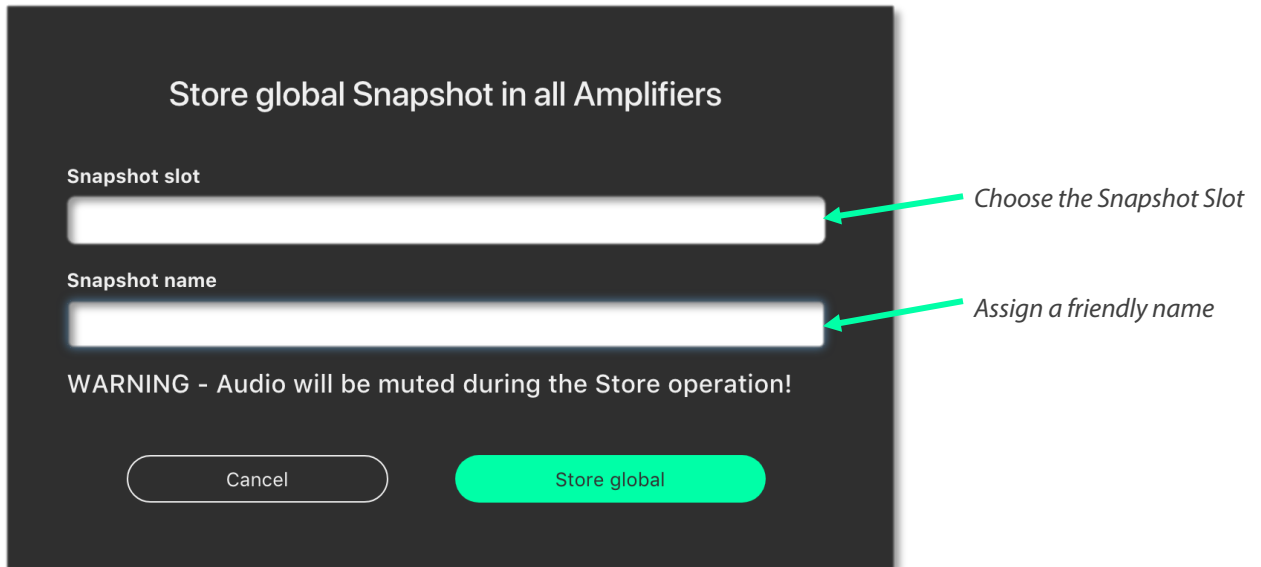 Store global Snapshot in all Amplifiers
Snapshot slot
Choose the Snapshot Slot
Snapshot name
Assign a friendly name
WARNING - Audio will be muted during the Store operation!
Cancel
Store global